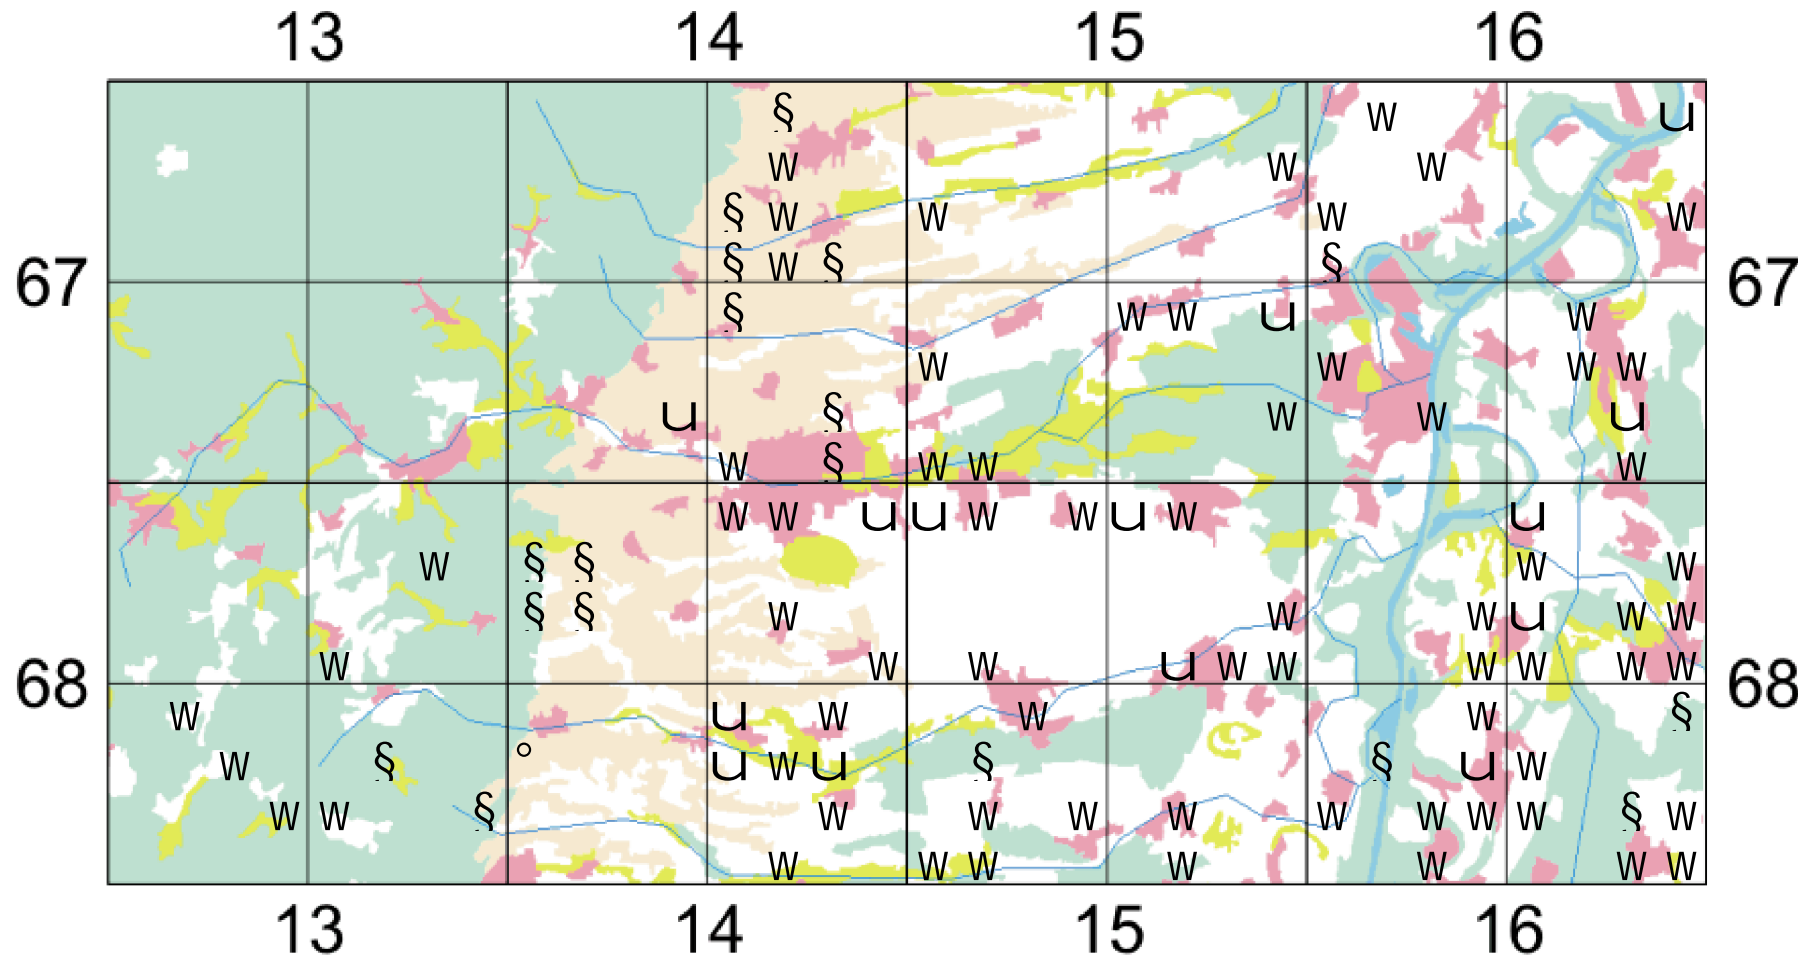 13 14 15 16
§ W u
W W W
§ W W W W
§ W § §
67 67
§ W W u W
W W W W
u § W W u
W § W W W
W W u u W W u W u
W § § W W
§ § W W W u W W
W W W u W W W W W W
68 68
W u W W W §
W § ° u W u § § u W
W W § W W W W W W W W § W
W W W W W W W
13 14 15 16